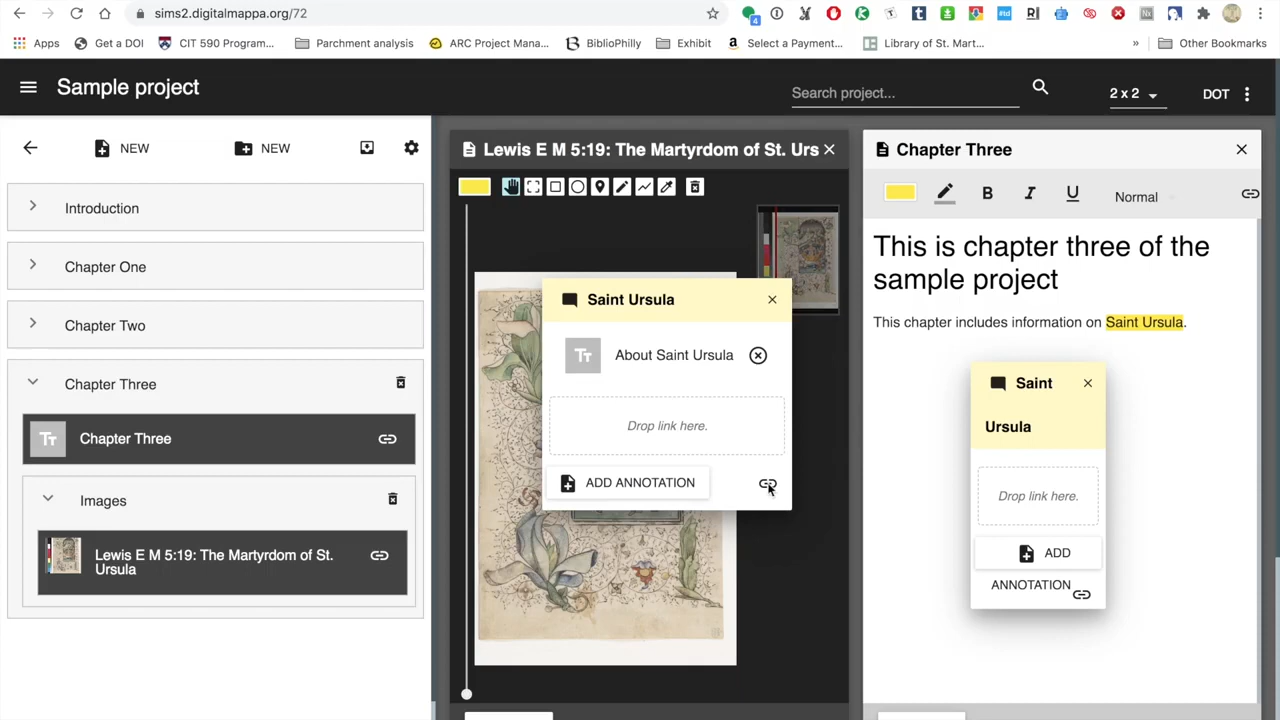 sims2.digitalmappa.org/72
4
#td
R|
Nx
Apps
Get a DOI
CIT 590 Program...
Parchment analysis
ARC Project Mana...
BiblioPhilly
Exhibit
Select a Payment...
Library of St. Mart...
»
Other Bookmarks
Sample project
Search project...
2 x 2
DOT
NEW
NEW
Introduction
Chapter One
Chapter Two
Chapter Three
Tт
Chapter Three
Images
Lewis E M 5:19: The Martyrdom of St.
Ursula
Lewis E M 5:19: The Martyrdom of St. Urs
Saint Ursula
Tт
About Saint Ursula
Drop link here.
ADD ANNOTATION
Chapter Three
B
I
U
Normal
This is chapter three of the
sample project
This chapter includes information on Saint Ursula.
Saint
Ursula
Drop link here.
ADD
ANNOTATION